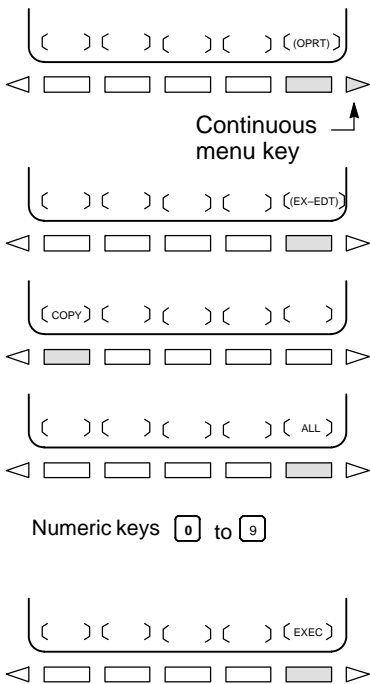 (OPRT)
Continuous
menu key
(EX–EDT)
COPY
ALL
Numeric keys 0 to 9
EXEC